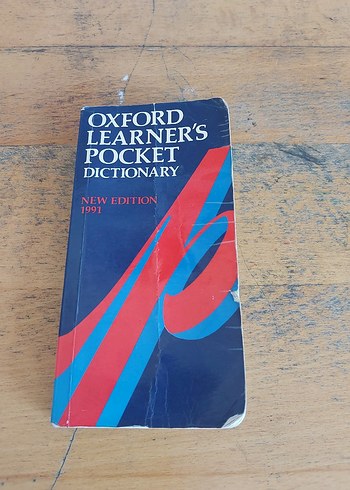 OXFORD
LEARNER'S
POCKET
DICTIONARY
NEW EDITION
1991